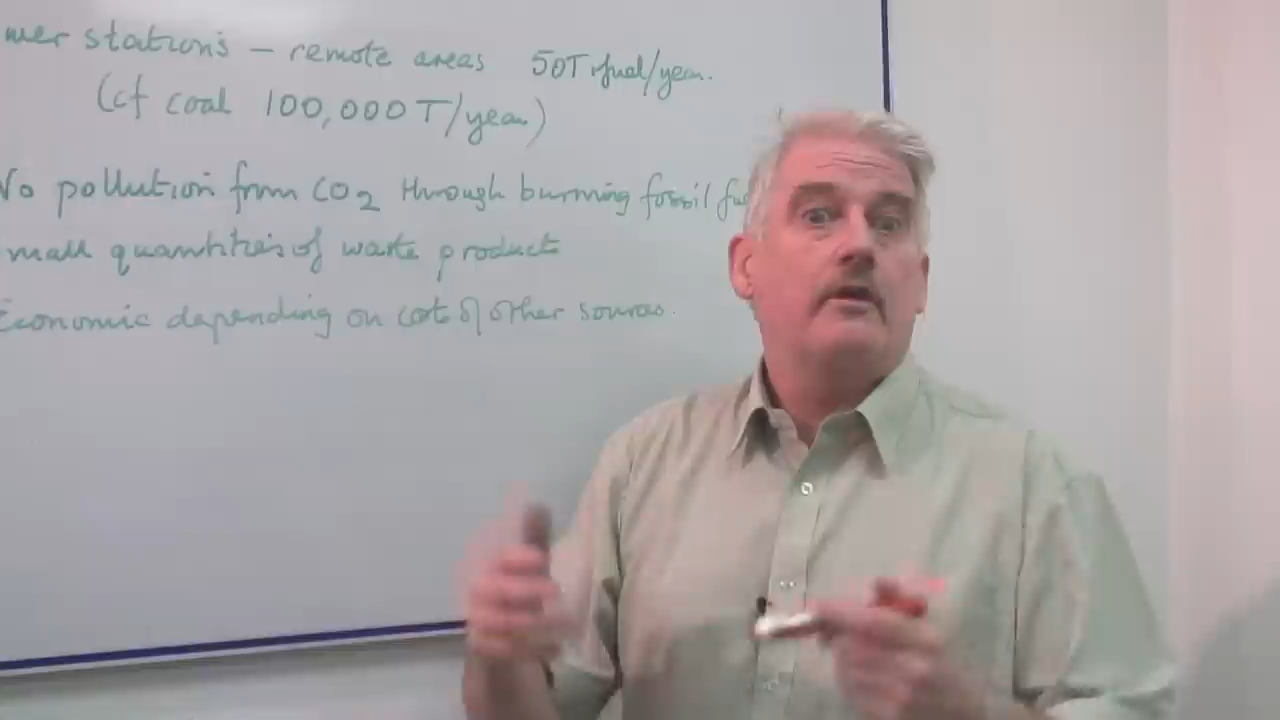 wer stations – remote areas 50T fuel/year.
(cf coal 100,000 T/year)
No pollution from CO2 through burning fossil fu
mall quantities of waste products
Economic depending on cost of other sources.